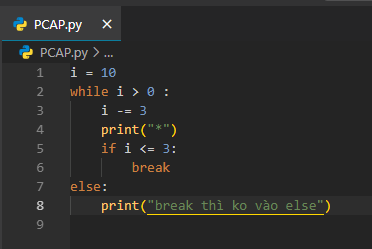 PCAP.py ×
PCAP.py > ...
1 i = 10
2 while i > 0 :
3     i -= 3
4     print("*")
5     if i <= 3:
6         break
7 else:
8     print("break thì ko vào else")
9